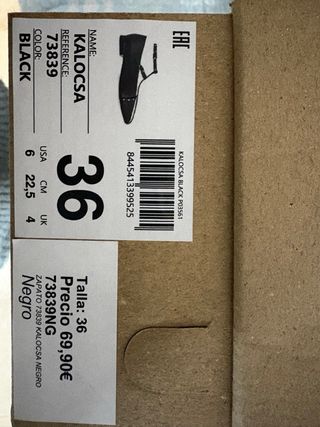 NAME:
KALOCSA
REFERENCE:
73839
COLOR:
BLACK
36
USA CM UK
6 22,5 4
EAC
KALOCSA BLACK P03561
8445413399525
Talla: 36
Precio 69,90€
73839NG
ZAPATO 73839 KALOCSA NEGRO
Negro